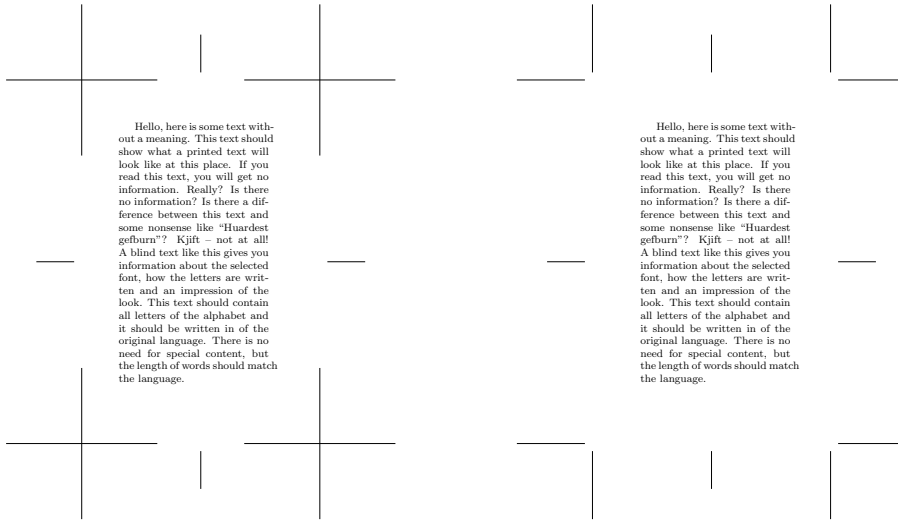 Hello, here is some text with-
out a meaning. This text should
show what a printed text will
look like at this place. If you
read this text, you will get no
information. Really? Is there
no information? Is there a dif-
ference between this text and
some nonsense like “Huardest
gefburn”? Kjift – not at all!
A blind text like this gives you
information about the selected
font, how the letters are writ-
ten and an impression of the
look. This text should contain
all letters of the alphabet and
it should be written in of the
original language. There is no
need for special content, but
the length of words should match
the language.
Hello, here is some text with-
out a meaning. This text should
show what a printed text will
look like at this place. If you
read this text, you will get no
information. Really? Is there
no information? Is there a dif-
ference between this text and
some nonsense like “Huardest
gefburn”? Kjift – not at all!
A blind text like this gives you
information about the selected
font, how the letters are writ-
ten and an impression of the
look. This text should contain
all letters of the alphabet and
it should be written in of the
original language. There is no
need for special content, but
the length of words should match
the language.